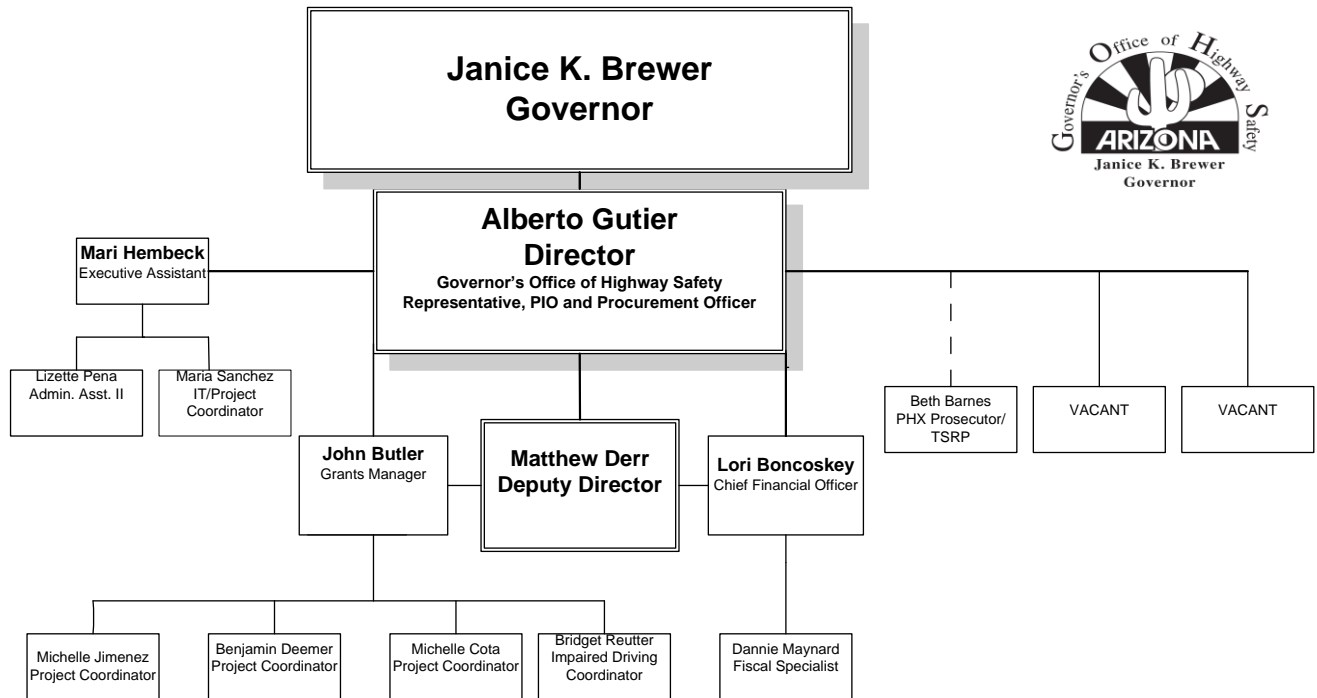 Janice K. Brewer
Governor
Governor's Office of Highway Safety
ARIZONA
Janice K. Brewer
Governor
Alberto Gutier
Director
Governor's Office of Highway Safety
Representative, PIO and Procurement Officer
Mari Hembeck
Executive Assistant
Lizette Pena
Admin. Asst. II
Maria Sanchez
IT/Project
Coordinator
Beth Barnes
PHX Prosecutor/
TSRP
VACANT
VACANT
John Butler
Grants Manager
Matthew Derr
Deputy Director
Lori Boncoskey
Chief Financial Officer
Michelle Jimenez
Project Coordinator
Benjamin Deemer
Project Coordinator
Michelle Cota
Project Coordinator
Bridget Reutter
Impaired Driving
Coordinator
Dannie Maynard
Fiscal Specialist